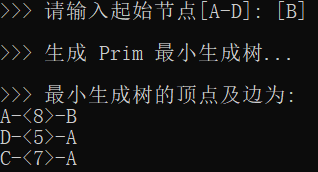 >>> 请输入起始节点[A-D]: [B]
>>> 生成 Prim 最小生成树...
>>> 最小生成树的顶点及边为:
A-<8>-B
D-<5>-A
C-<7>-A